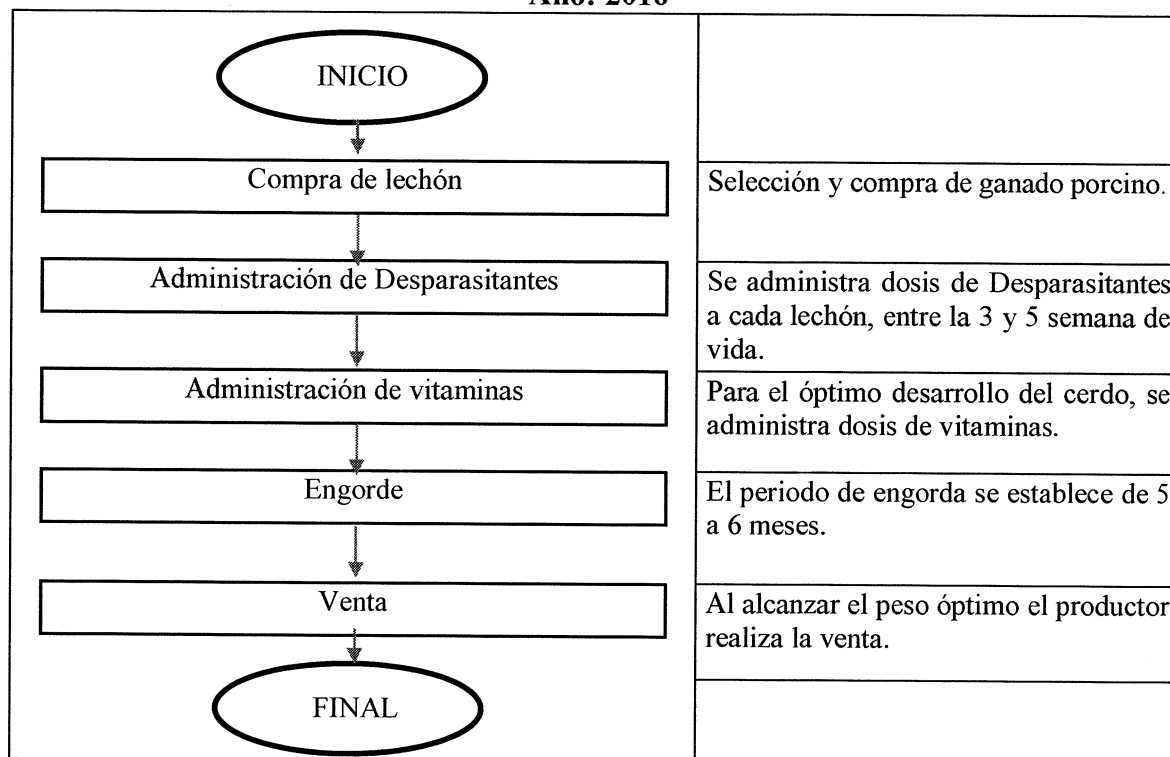 INICIO
Compra de lechón
Selección y compra de ganado porcino.
Administración de Desparasitantes
Se administra dosis de Desparasitantes
a cada lechón, entre la 3 y 5 semana de
vida.
Administración de vitaminas
Para el óptimo desarrollo del cerdo, se
administra dosis de vitaminas.
Engorde
El periodo de engorda se establece de 5
a 6 meses.
Venta
Al alcanzar el peso óptimo el productor
realiza la venta.
FINAL